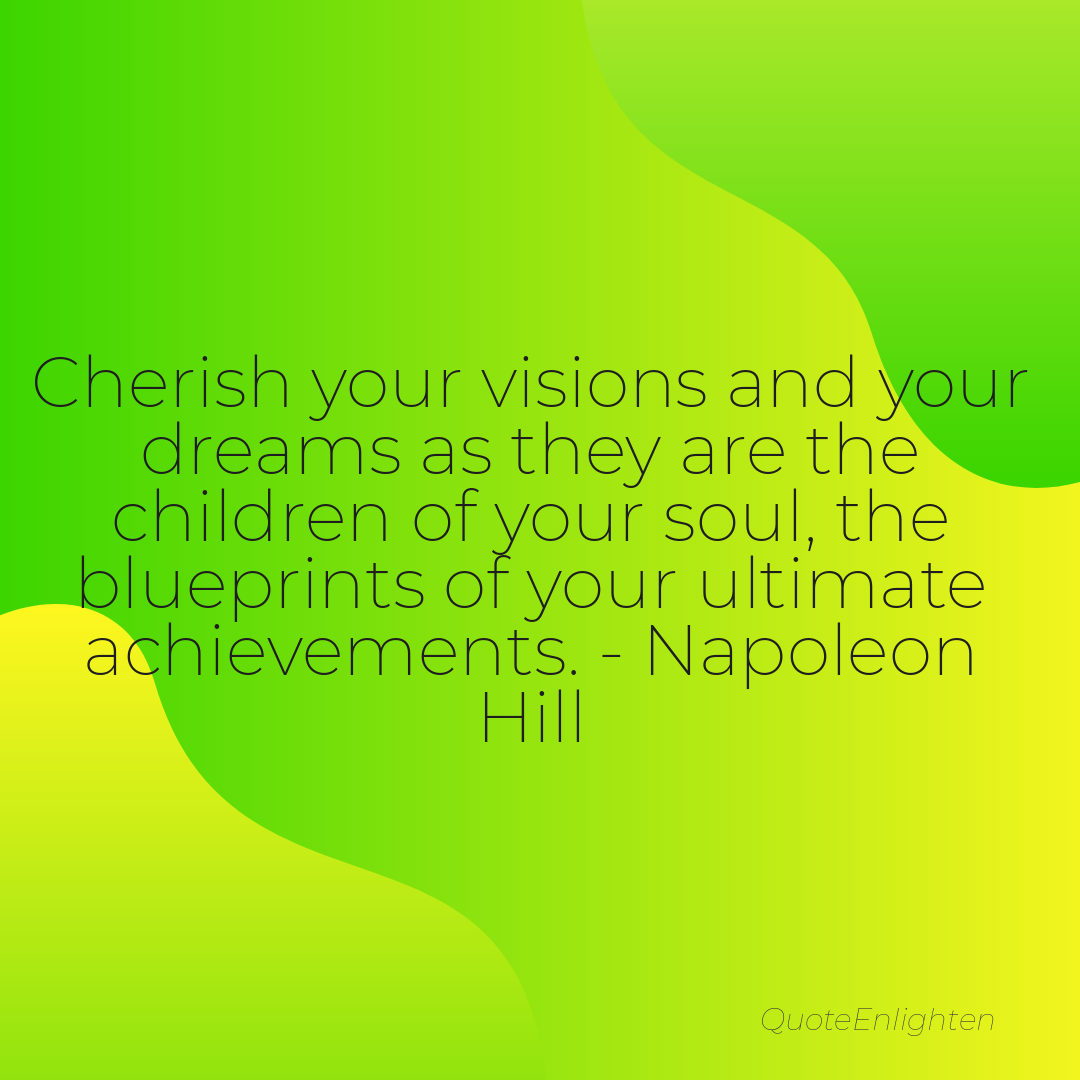 Cherish your visions and your
dreams as they are the
children of your soul, the
blueprints of your ultimate
achievements. - Napoleon
Hill
QuoteEnlighten